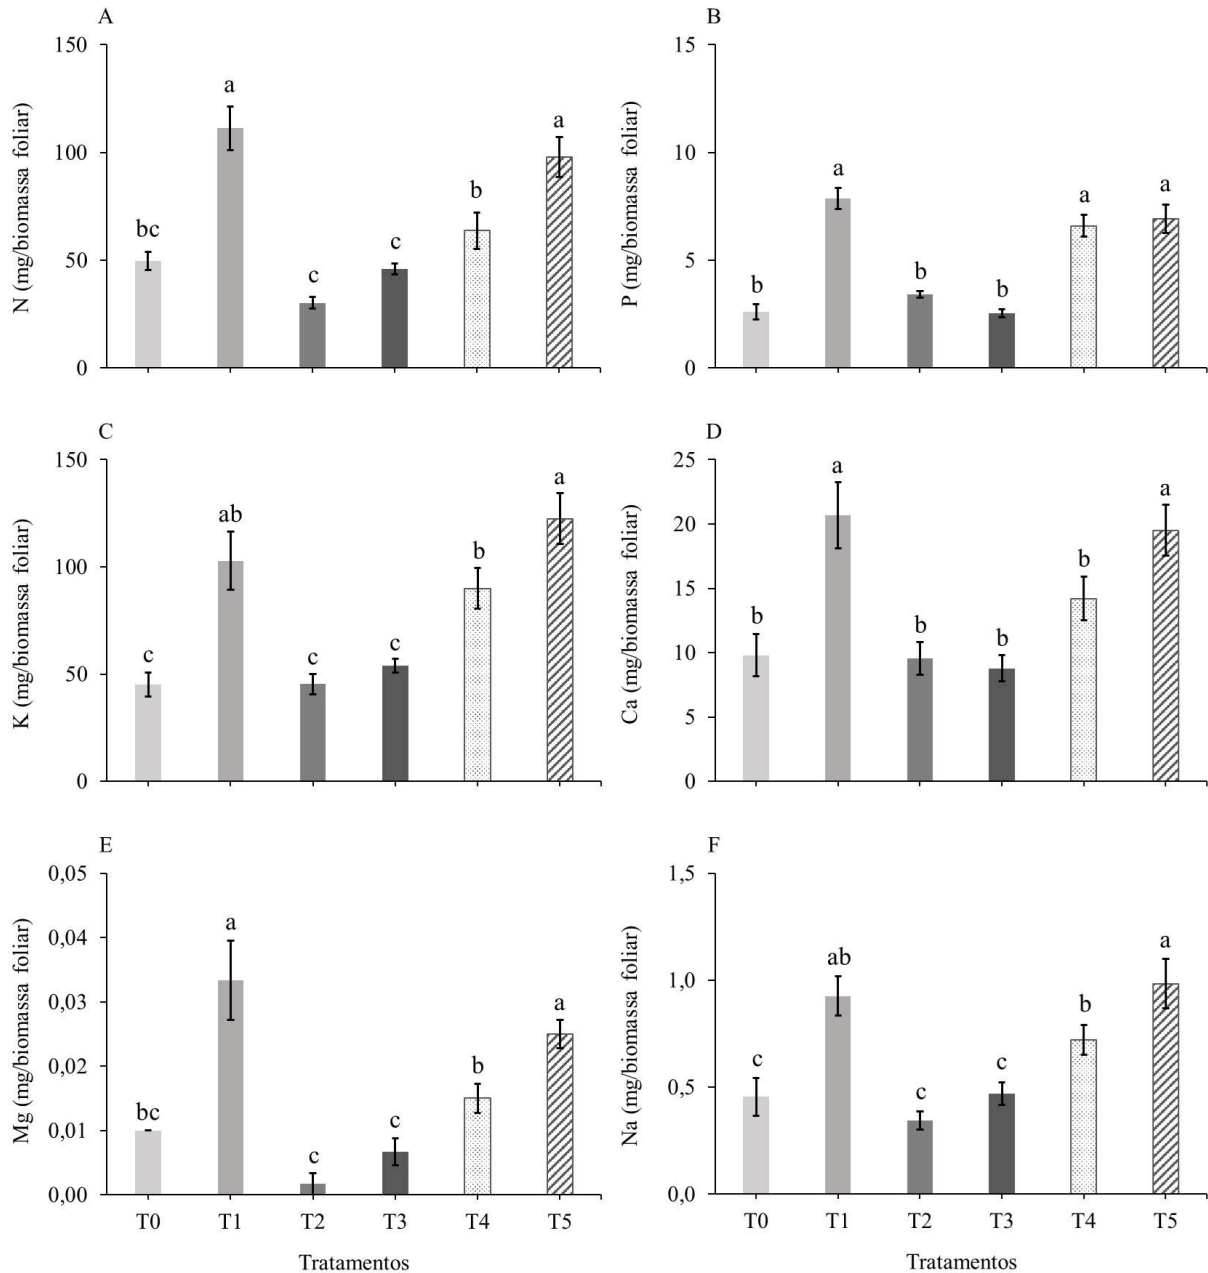 A
N (mg/biomassa foliar)
150
100
50
0
bc
a
c
c
b
a
B
P (mg/biomassa foliar)
15
10
5
0
b
a
b
b
a
a
C
K (mg/biomassa foliar)
150
100
50
0
c
ab
c
c
b
a
D
Ca (mg/biomassa foliar)
25
20
15
10
5
0
b
a
b
b
b
a
E
Mg (mg/biomassa foliar)
0,05
0,04
0,03
0,02
0,01
0,00
bc
a
c
c
b
a
T0 T1 T2 T3 T4 T5
Tratamentos
F
Na (mg/biomassa foliar)
1,5
1,0
0,5
0,0
c
ab
c
c
b
a
T0 T1 T2 T3 T4 T5
Tratamentos